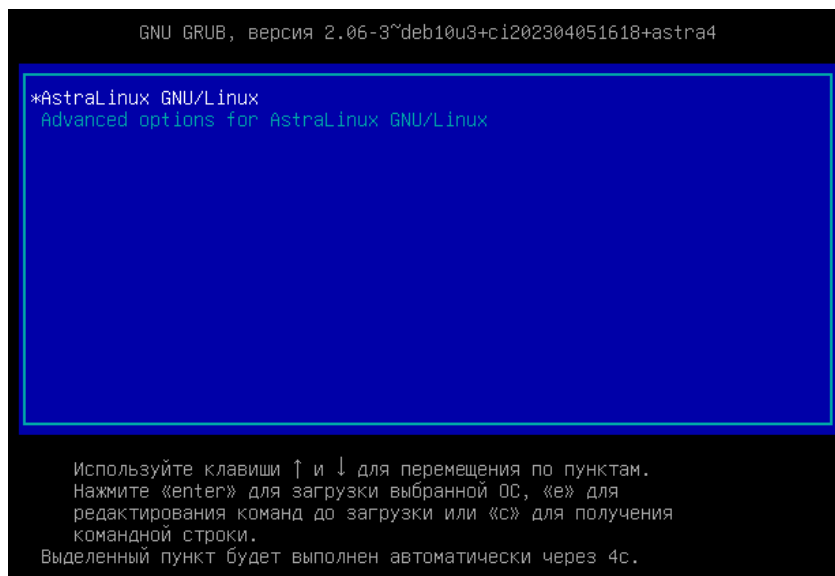 GNU GRUB, версия 2.06-3~deb10u3+ci202304051618+astra4
*AstraLinux GNU/Linux
Advanced options for AstraLinux GNU/Linux
Используйте клавиши ↑ и ↓ для перемещения по пунктам.
Нажмите «enter» для загрузки выбранной ОС, «e» для
редактирования команд до загрузки или «c» для получения
командной строки.
Выделенный пункт будет выполнен автоматически через 4с.